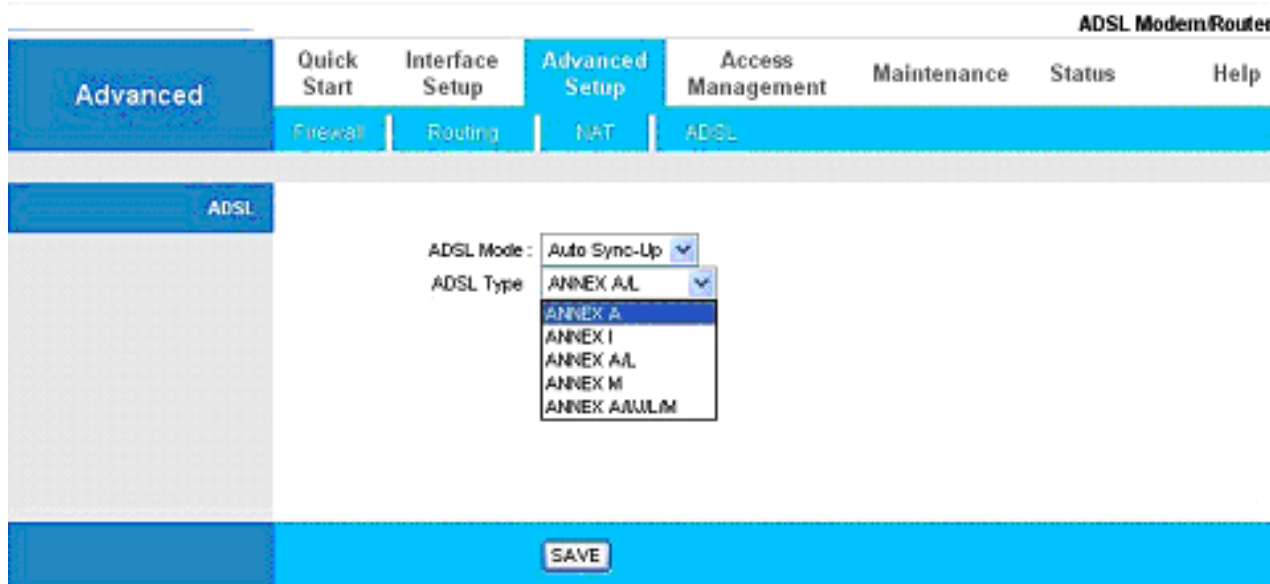 ADSL Modem/Router
Advanced
Quick Start
Interface Setup
Advanced Setup
Access Management
Maintenance
Status
Help
Firewall
Routing
NAT
ADSL
ADSL
ADSL Mode : Auto Sync-Up
ADSL Type ANNEX A/L
ANNEX A
ANNEX I
ANNEX A/L
ANNEX M
ANNEX A/I/J/L/M
SAVE